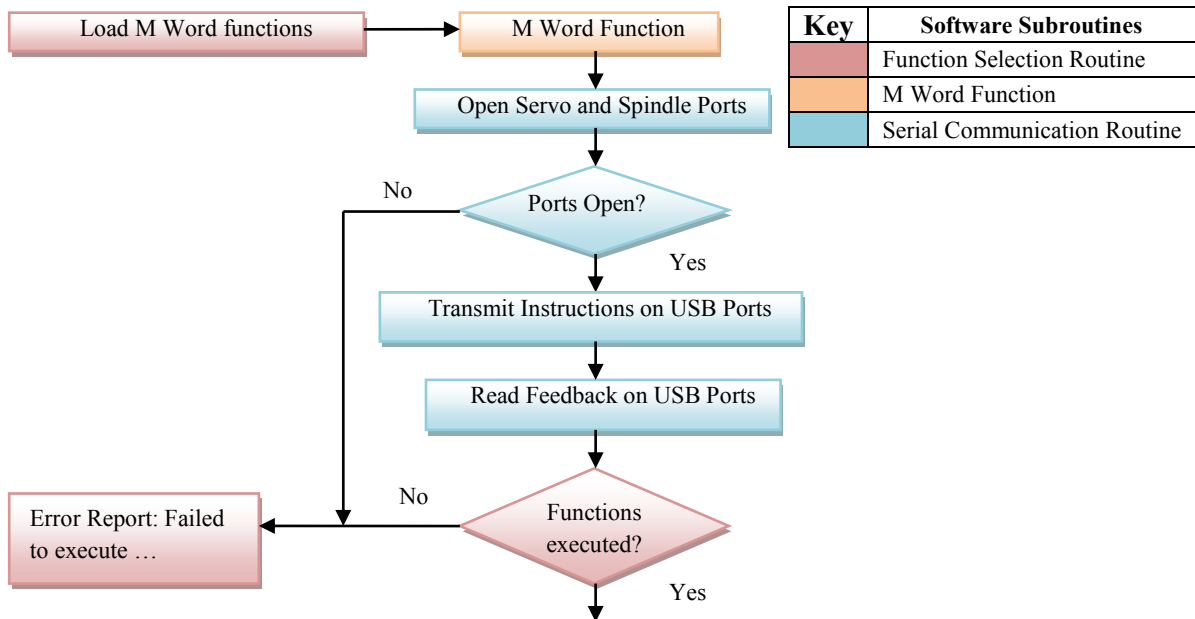 Load M Word functions
M Word Function
Key
Software Subroutines
Function Selection Routine
M Word Function
Serial Communication Routine
Open Servo and Spindle Ports
No
Ports Open?
Yes
Transmit Instructions on USB Ports
Read Feedback on USB Ports
No
Error Report: Failed
to execute …
Functions
executed?
Yes